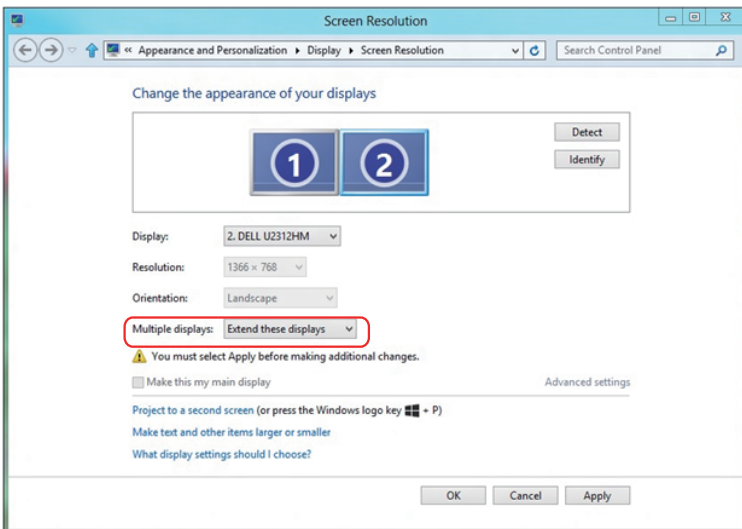 Screen Resolution
« Appearance and Personalization ▸ Display ▸ Screen Resolution
Search Control Panel
Change the appearance of your displays
1 2
Detect
Identify
Display: 2. DELL U2312HM
Resolution: 1366 × 768
Orientation: Landscape
Multiple displays: Extend these displays
You must select Apply before making additional changes.
Make this my main display
Advanced settings
Project to a second screen (or press the Windows logo key + P)
Make text and other items larger or smaller
What display settings should I choose?
OK Cancel Apply